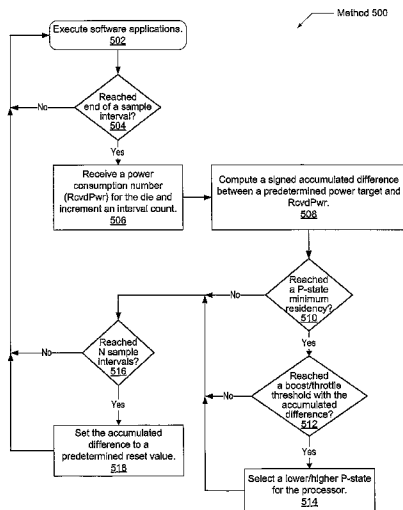 Method 500
Execute software applications.
502
Reached
end of a sample
interval?
504
No
Yes
Receive a power
consumption number
(RcvdPwr) for the die and
increment an interval count.
506
Compute a signed accumulated difference
between a predetermined power target and
RcvdPwr.
508
Reached
a P-state
minimum
residency?
510
No
Yes
Reached
N sample
intervals?
516
No
Yes
Reached
a boost/throttle
threshold with the
accumulated
difference?
512
No
Yes
Set the accumulated
difference to a
predetermined reset value.
518
Select a lower/higher P-state
for the processor.
514